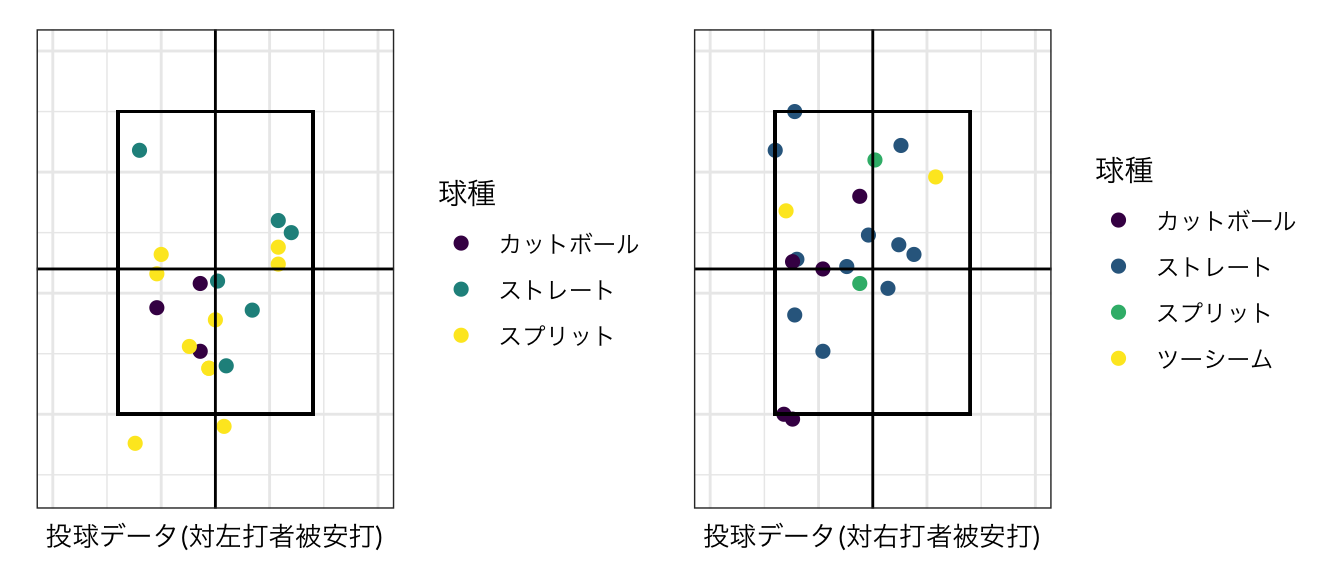 球種
カットボール
ストレート
スプリット
投球データ(対左打者被安打)
球種
カットボール
ストレート
スプリット
ツーシーム
投球データ(対右打者被安打)